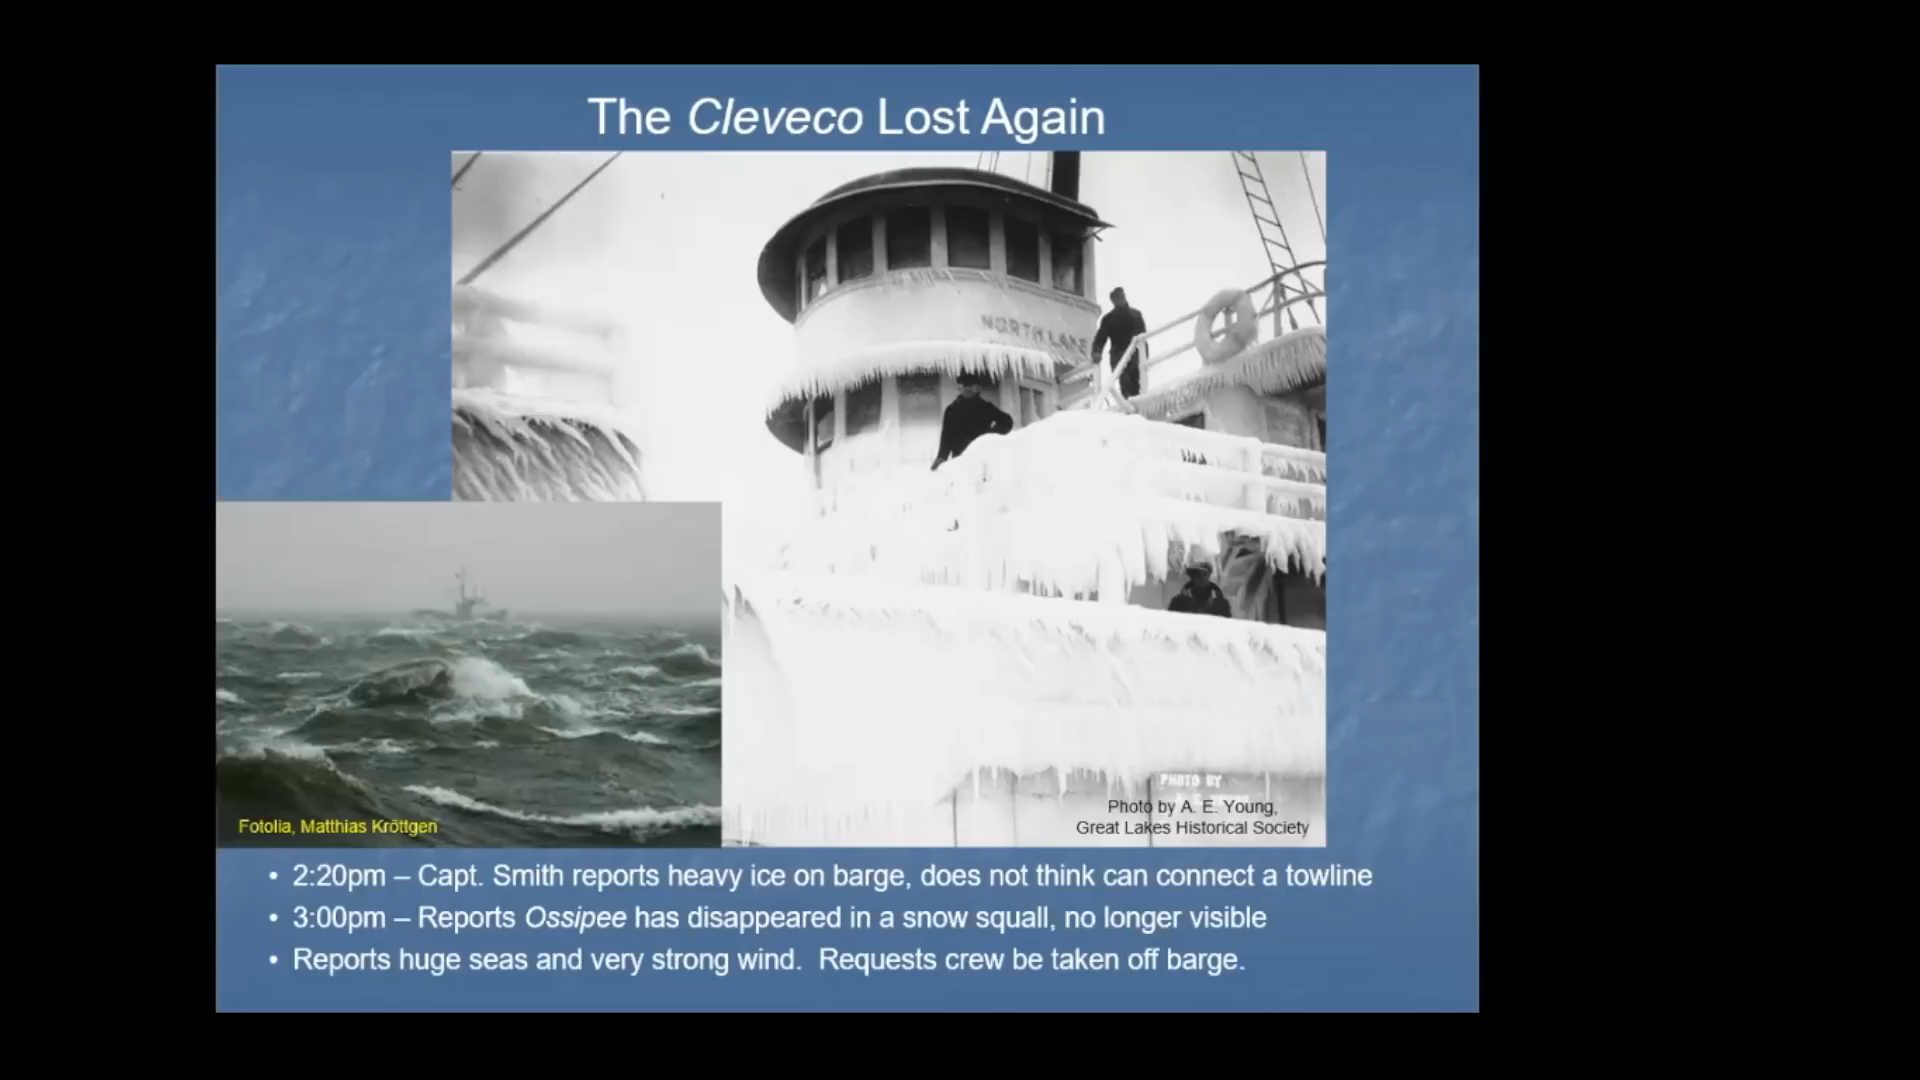 The Cleveco Lost Again
NORTH LAKE
PHOTO BY
Photo by A. E. Young,
Great Lakes Historical Society
Fotolia, Matthias Kröttgen
• 2:20pm – Capt. Smith reports heavy ice on barge, does not think can connect a towline
• 3:00pm – Reports Ossipee has disappeared in a snow squall, no longer visible
• Reports huge seas and very strong wind.  Requests crew be taken off barge.